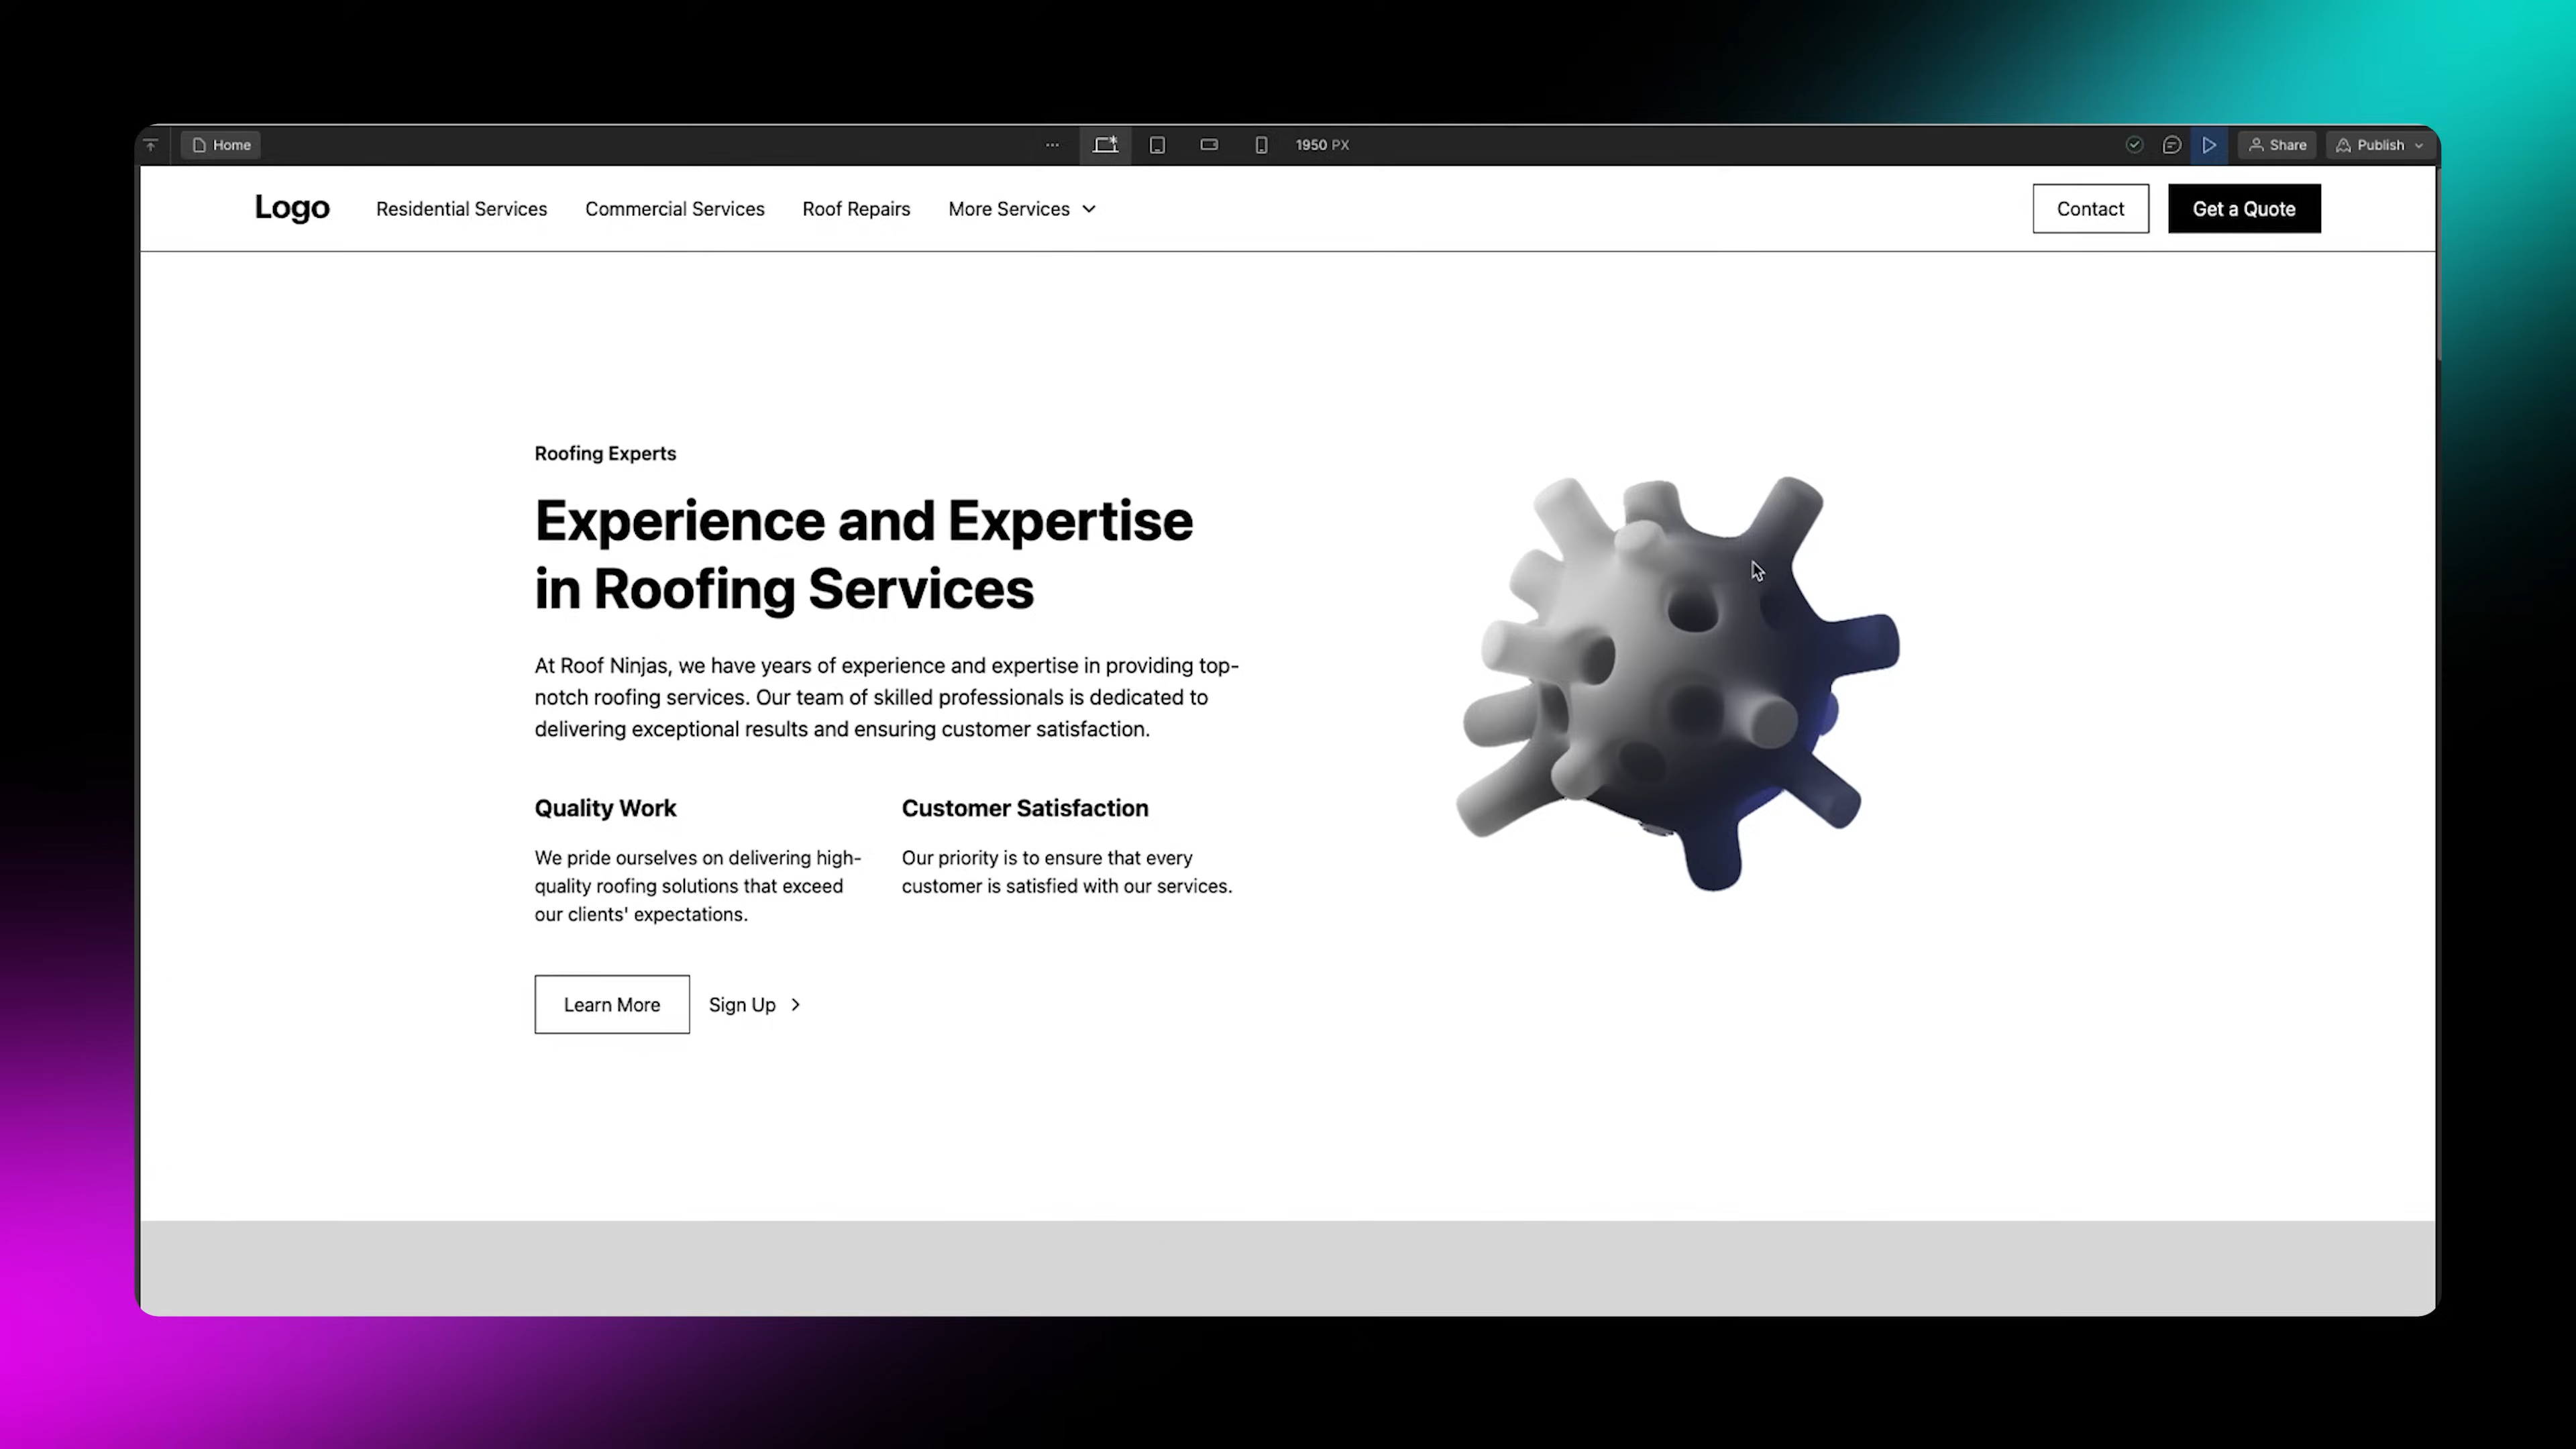 Home
1950 PX
Share
Publish
Logo
Residential Services
Commercial Services
Roof Repairs
More Services
Contact
Get a Quote
Roofing Experts
Experience and Expertise
in Roofing Services
At Roof Ninjas, we have years of experience and expertise in providing top-
notch roofing services. Our team of skilled professionals is dedicated to
delivering exceptional results and ensuring customer satisfaction.
Quality Work
We pride ourselves on delivering high-
quality roofing solutions that exceed
our clients' expectations.
Customer Satisfaction
Our priority is to ensure that every
customer is satisfied with our services.
Learn More
Sign Up